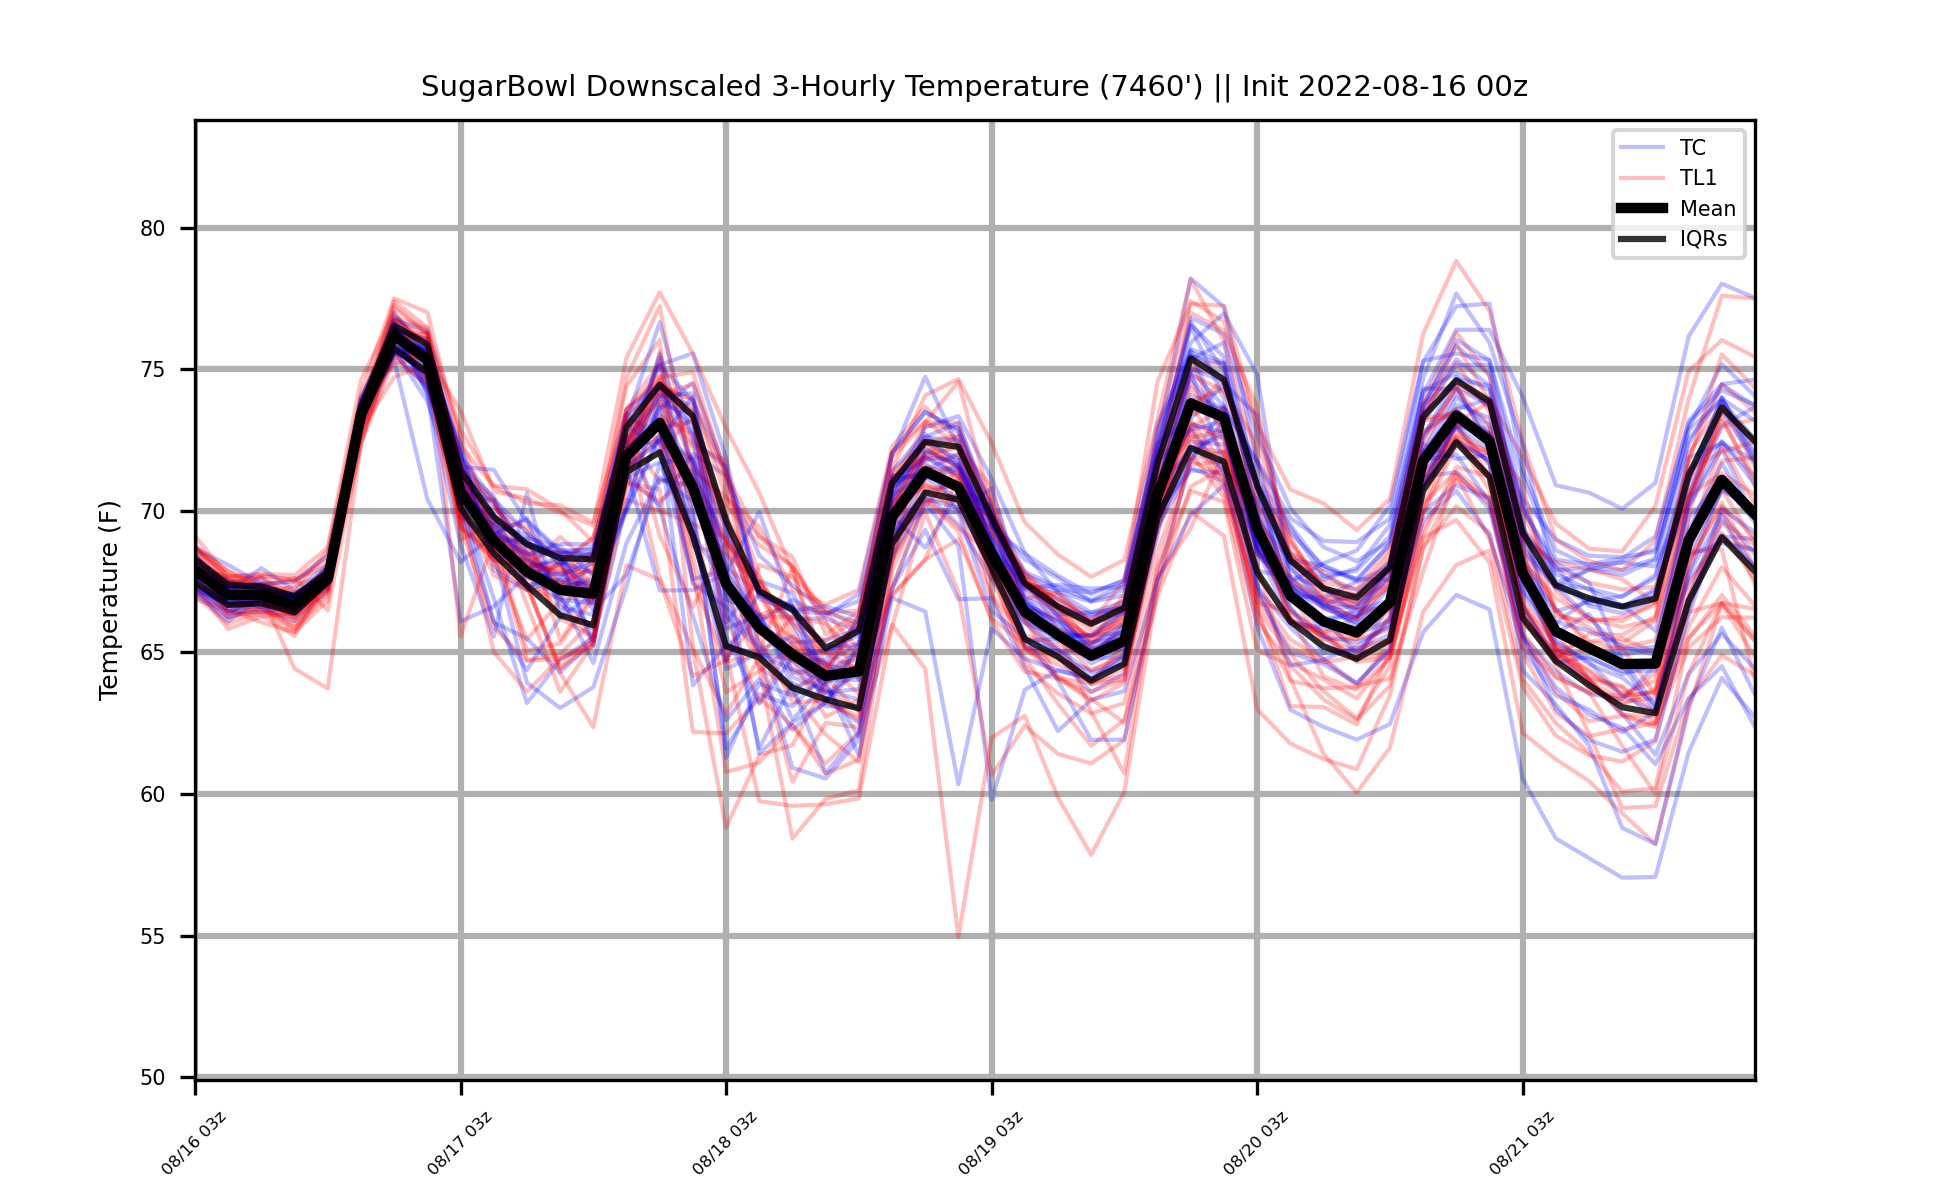 SugarBowl Downscaled 3-Hourly Temperature (7460') || Init 2022-08-16 00z
TC
TL1
Mean
IQRs
Temperature (F)
80
75
70
65
60
55
50
08/16 03z
08/17 03z
08/18 03z
08/19 03z
08/20 03z
08/21 03z